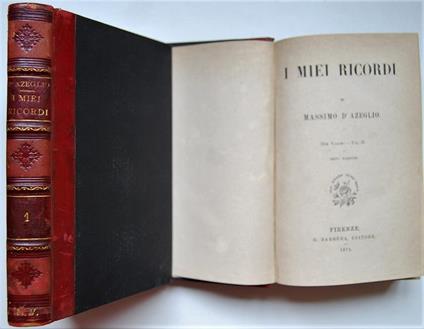 D'AZEGLIO
I MIEI
RICORDI
1
I MIEI RICORDI
DI
MASSIMO D'AZEGLIO.
FIRENZE,
G. BARBÈRA, EDITORE.